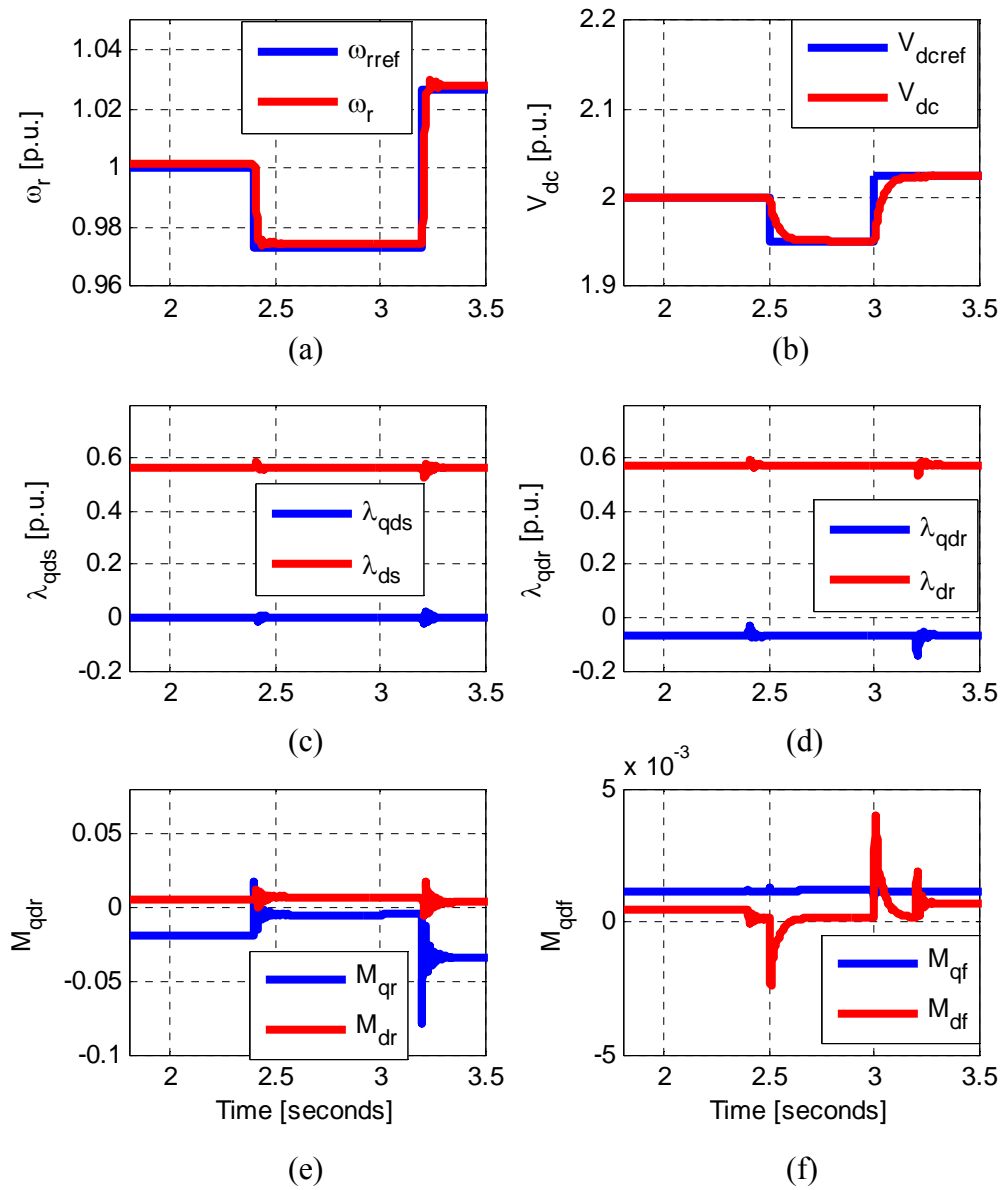 1.04
1.02
1
0.98
0.96
ω_r [p.u.]
ω_rref
ω_r
2 2.5 3 3.5
(a)
2.2
2.1
2
1.9
V_dc [p.u.]
V_dcref
V_dc
2 2.5 3 3.5
(b)
0.6
0.4
0.2
0
-0.2
λ_qds [p.u.]
λ_qds
λ_ds
2 2.5 3 3.5
(c)
0.6
0.4
0.2
0
-0.2
λ_qdr [p.u.]
λ_qdr
λ_dr
2 2.5 3 3.5
(d)
0.05
0
-0.05
-0.1
M_qdr
M_qr
M_dr
2 2.5 3 3.5
Time [seconds]
(e)
x 10^-3
5
0
-5
M_qdf
M_qf
M_df
2 2.5 3 3.5
Time [seconds]
(f)